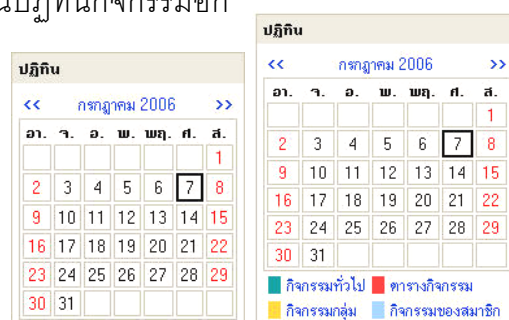 นปฏิทินกิจกรรมอีก
ปฏิทิน
<< กรกฎาคม 2006 >>
อา. จ. อ. พ. พฤ. ศ. ส.
1
2 3 4 5 6 7 8
9 10 11 12 13 14 15
16 17 18 19 20 21 22
23 24 25 26 27 28 29
30 31
ปฏิทิน
<< กรกฎาคม 2006 >>
อา. จ. อ. พ. พฤ. ศ. ส.
1
2 3 4 5 6 7 8
9 10 11 12 13 14 15
16 17 18 19 20 21 22
23 24 25 26 27 28 29
30 31
กิจกรรมทั่วไป ตารางกิจกรรม
กิจกรรมกลุ่ม กิจกรรมของสมาชิก